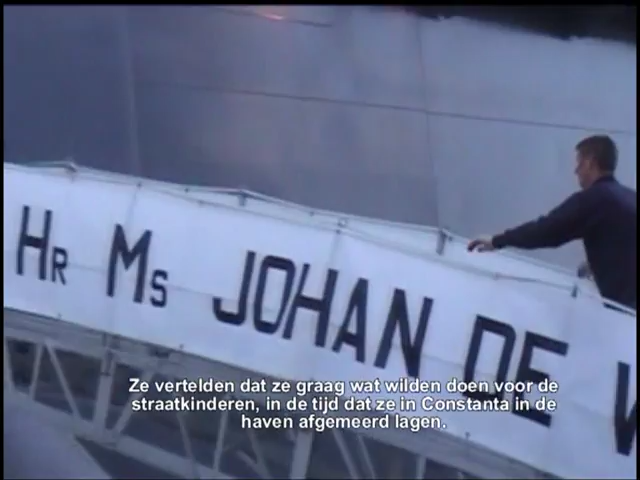 Hr Ms JOHAN DE W
Ze vertelden dat ze graag wat wilden doen voor de
straatkinderen, in de tijd dat ze in Constanta in de
haven afgemeerd lagen.